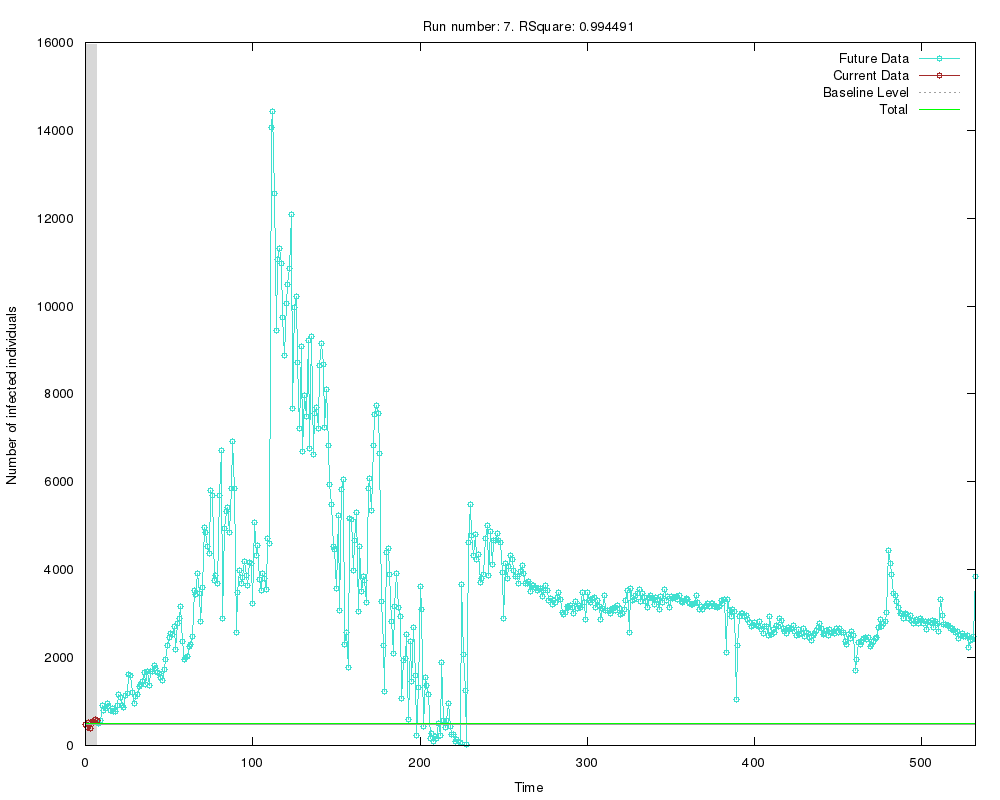 Run number: 7. RSquare: 0.994491
Number of infected individuals
16000
14000
12000
10000
8000
6000
4000
2000
0
Future Data
Current Data
Baseline Level
Total
0 100 200 300 400 500
Time